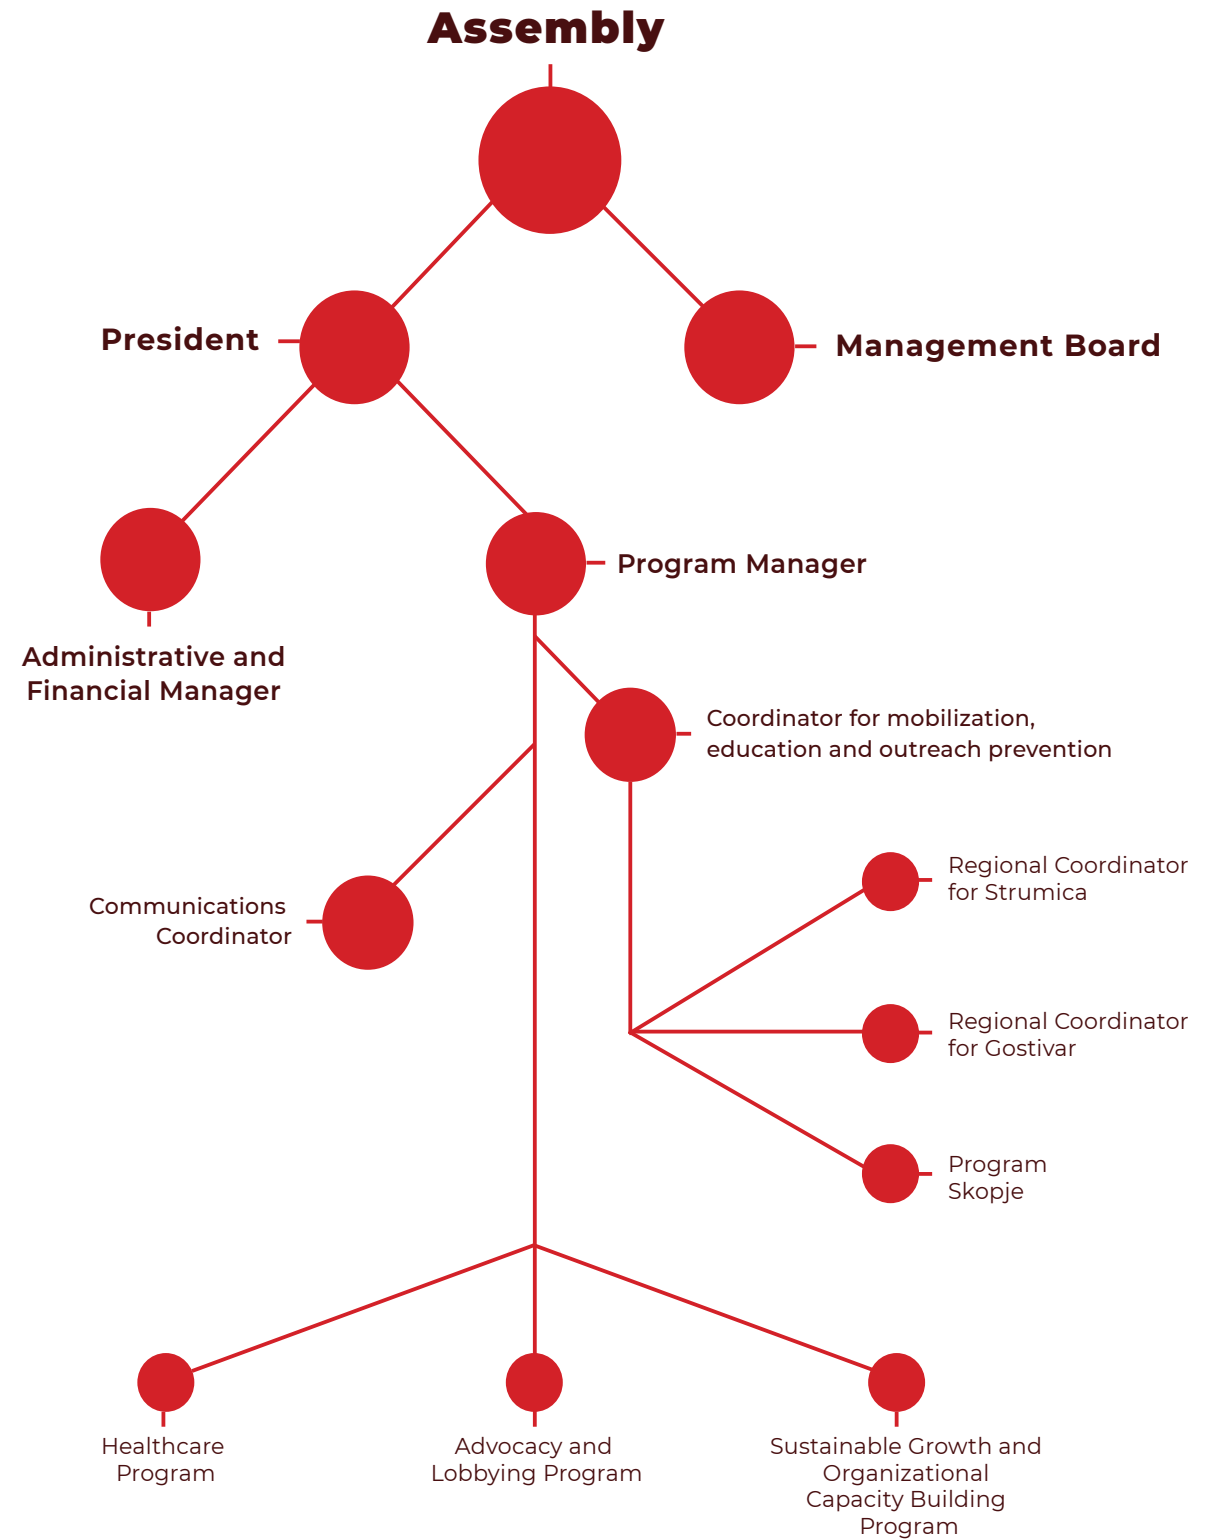 Assembly
President
Management Board
Program Manager
Administrative and
Financial Manager
Coordinator for mobilization,
education and outreach prevention
Communications
Coordinator
Regional Coordinator
for Strumica
Regional Coordinator
for Gostivar
Program
Skopje
Healthcare
Program
Advocacy and
Lobbying Program
Sustainable Growth and
Organizational
Capacity Building
Program